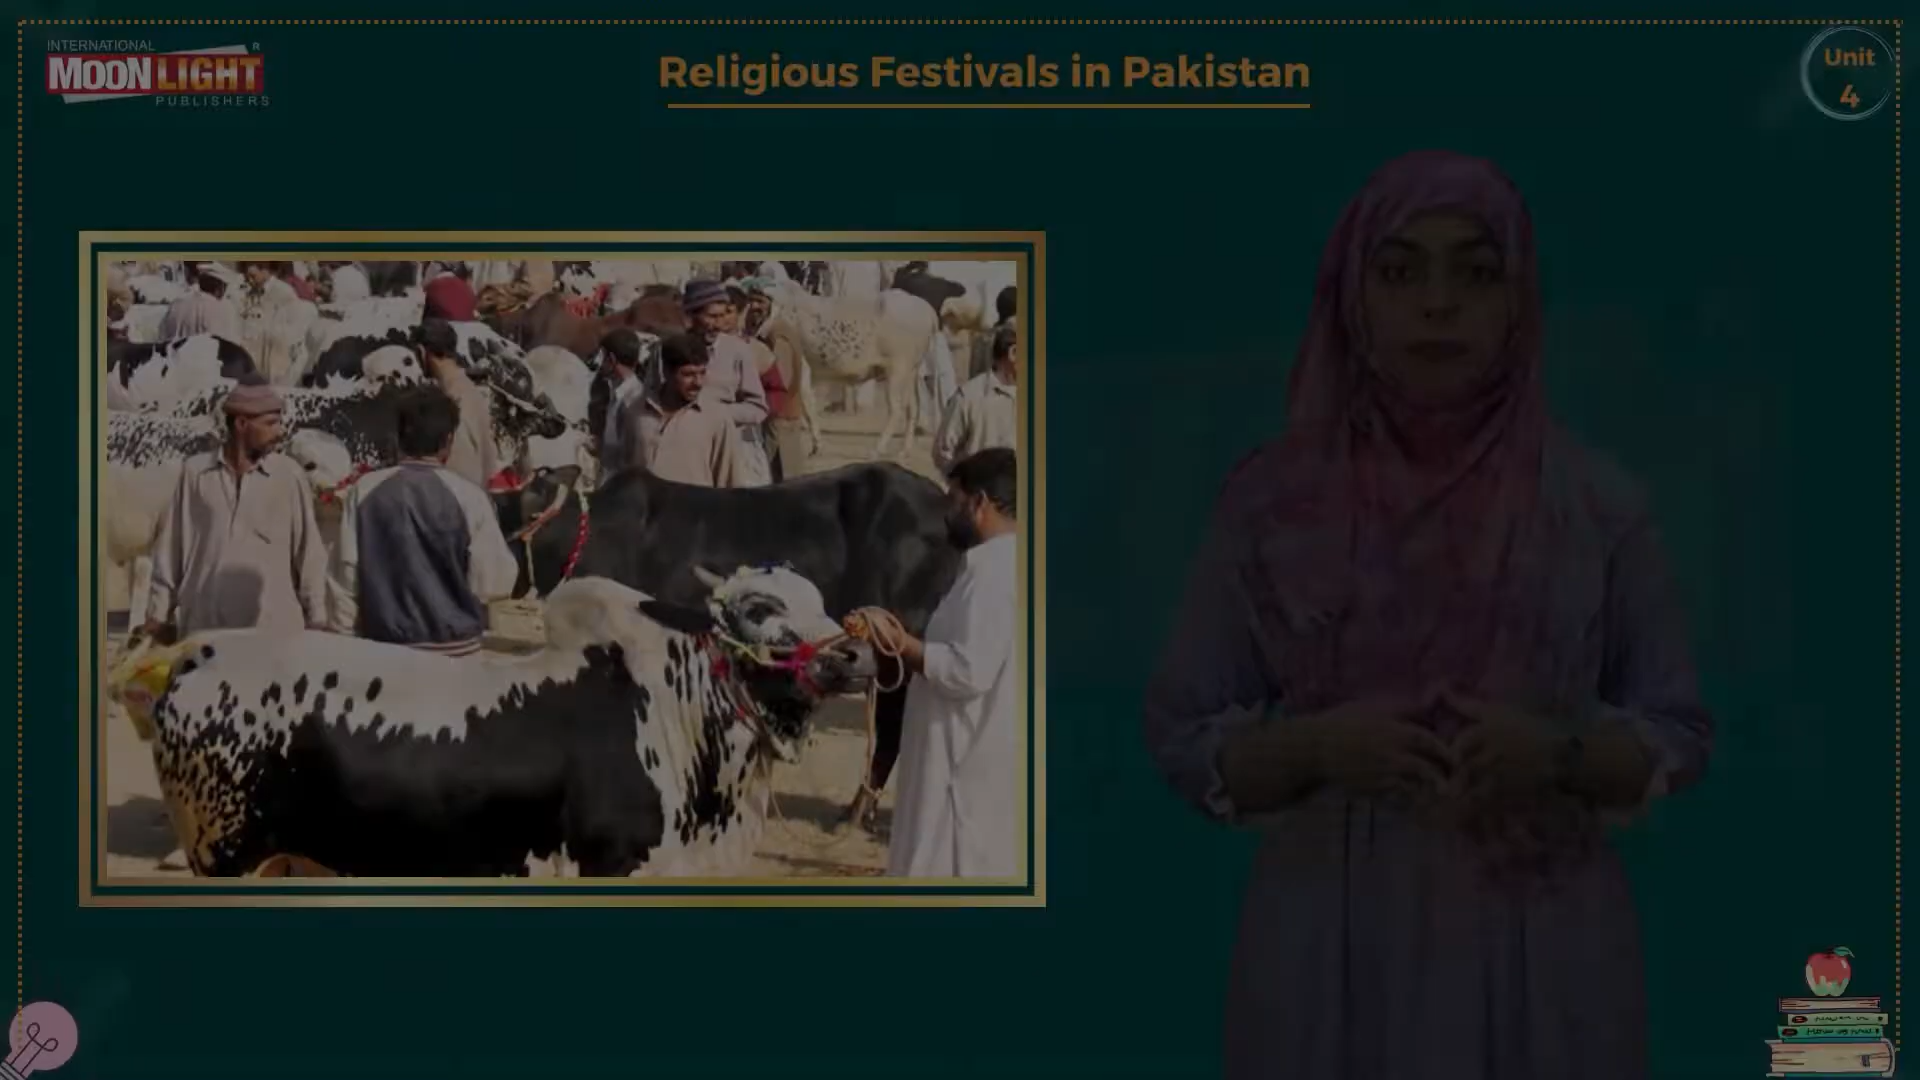 INTERNATIONAL
MOON LIGHT
R
PUBLISHERS
Religious Festivals in Pakistan
Unit
4